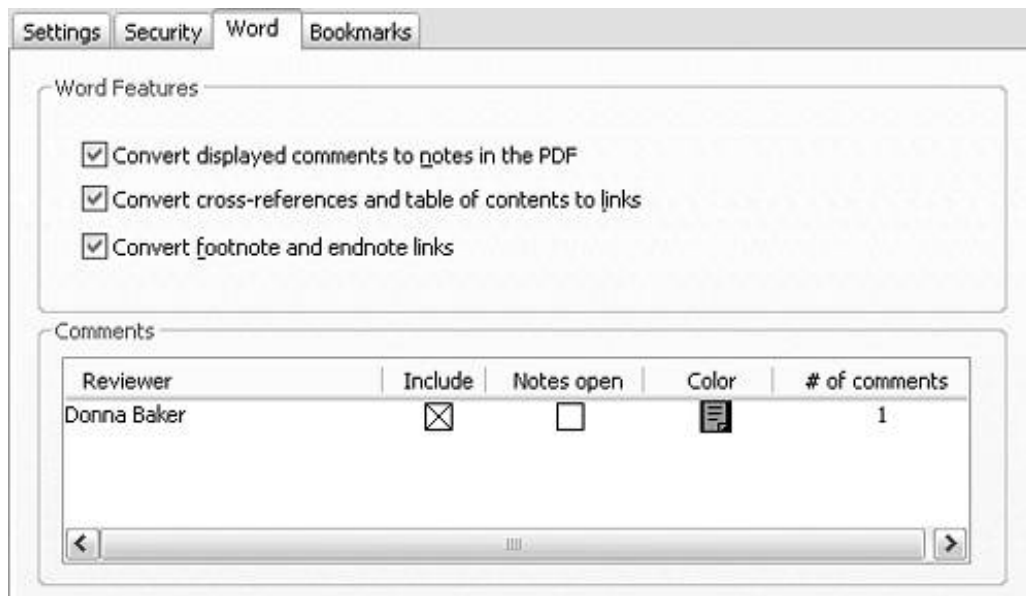 Settings Security Word Bookmarks
Word Features
Convert displayed comments to notes in the PDF
Convert cross-references and table of contents to links
Convert footnote and endnote links
Comments
Reviewer Include Notes open Color # of comments
Donna Baker 1